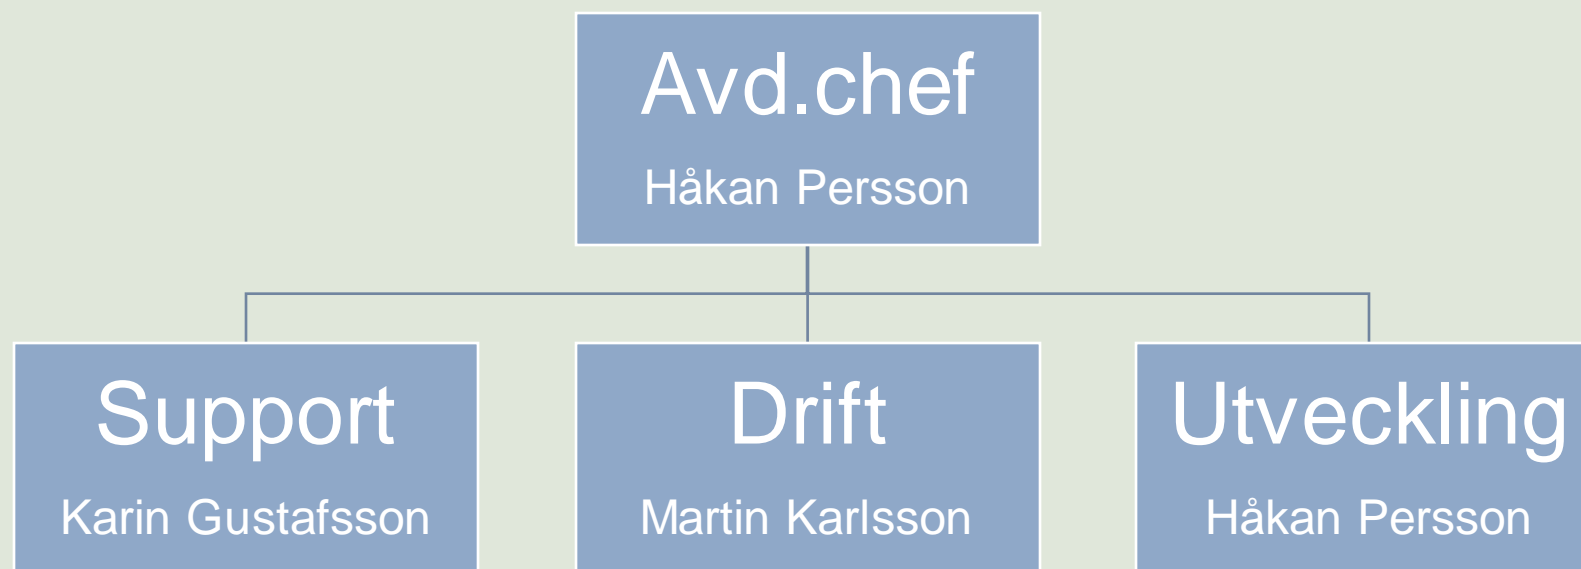 Avd.chef
Håkan Persson
Support
Karin Gustafsson
Drift
Martin Karlsson
Utveckling
Håkan Persson